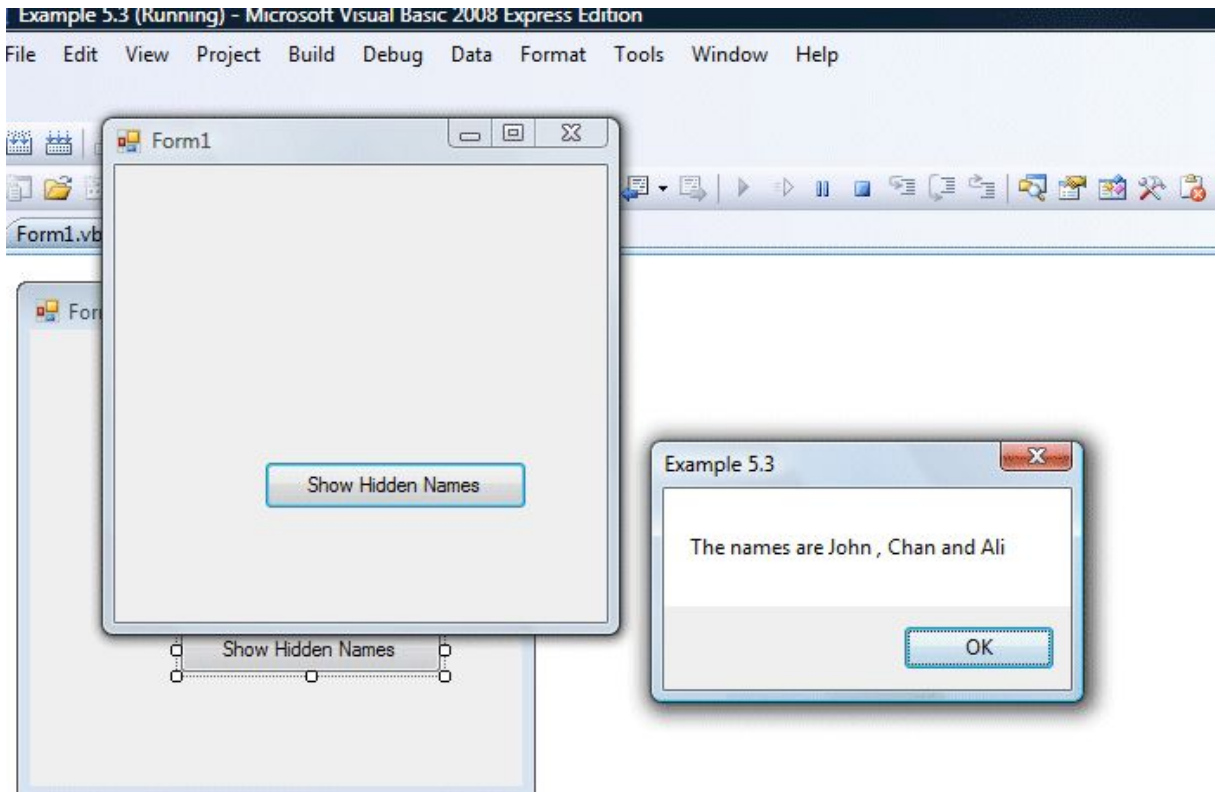 Example 5.3 (Running) - Microsoft Visual Basic 2008 Express Edition
File Edit View Project Build Debug Data Format Tools Window Help
Form1
Form1.vb
Show Hidden Names
Example 5.3
The names are John , Chan and Ali
OK
Show Hidden Names